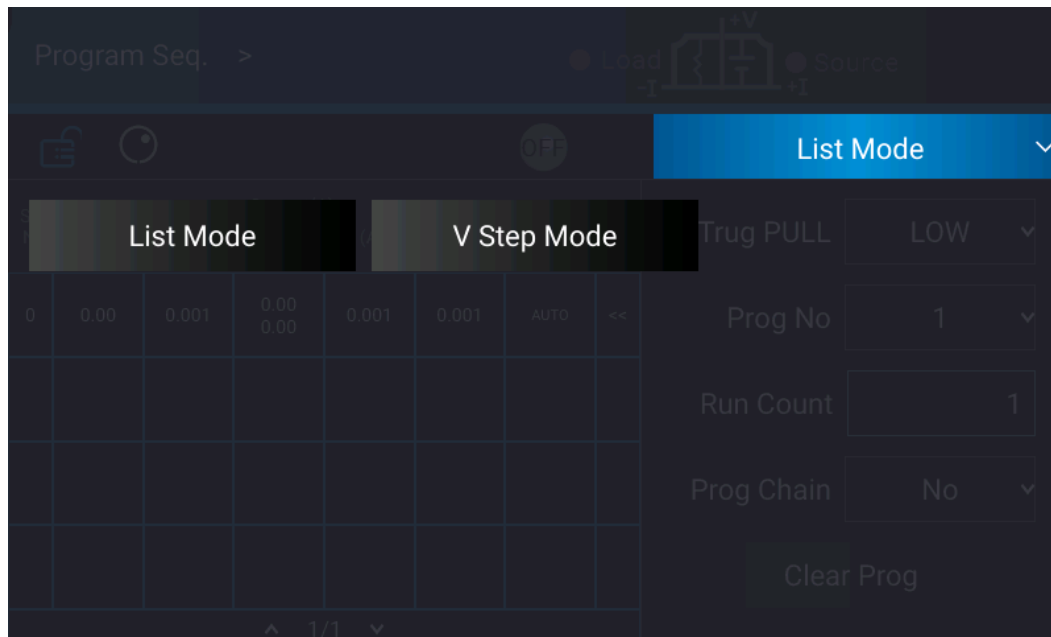 Program Seq. >
+V
Load
Source
-I
+I
OFF
List Mode
List Mode
V Step Mode
Trug PULL
LOW
0 0.00 0.001 0.00 0.001 0.001 AUTO <<
0.00
Prog No
1
Run Count
1
Prog Chain
No
Clear Prog
1/1